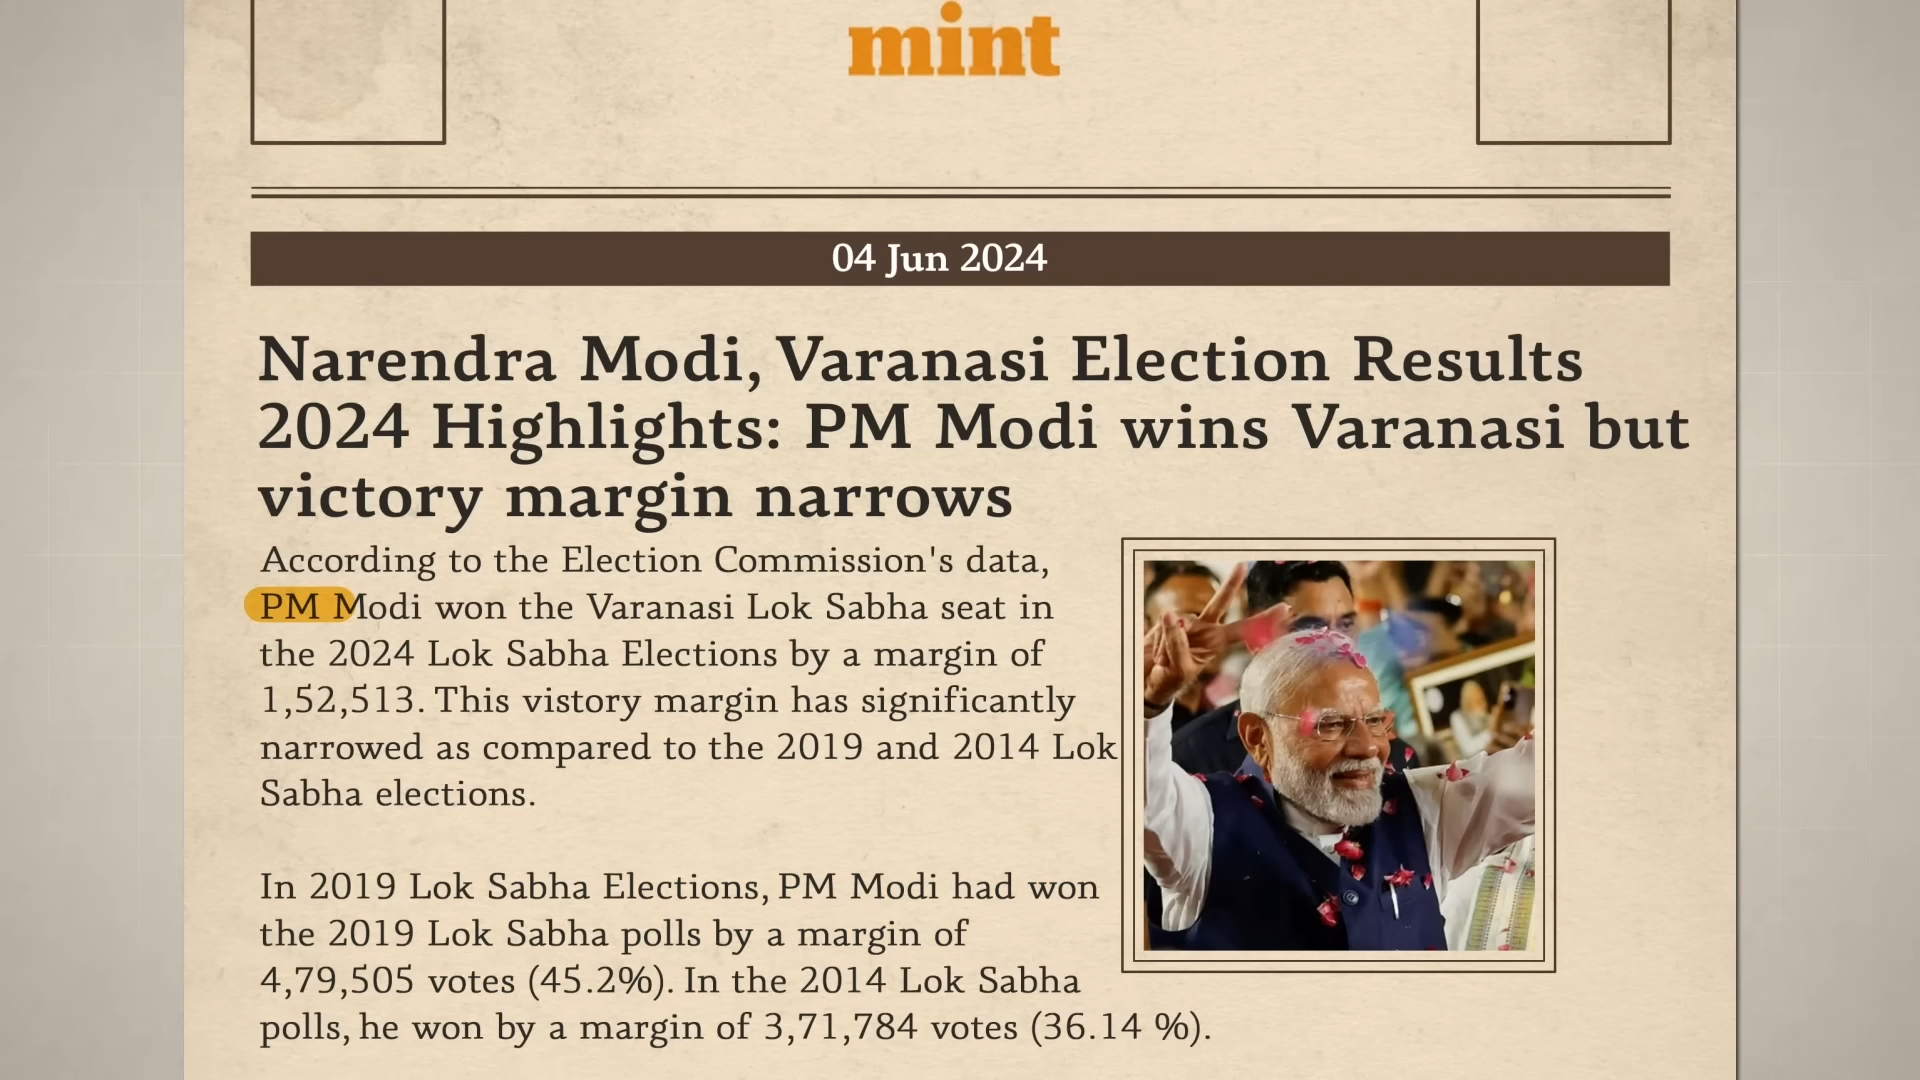 mint
04 Jun 2024
Narendra Modi, Varanasi Election Results
2024 Highlights: PM Modi wins Varanasi but
victory margin narrows
According to the Election Commission's data,
PM Modi won the Varanasi Lok Sabha seat in
the 2024 Lok Sabha Elections by a margin of
1,52,513. This vistory margin has significantly
narrowed as compared to the 2019 and 2014 Lok
Sabha elections.
In 2019 Lok Sabha Elections, PM Modi had won
the 2019 Lok Sabha polls by a margin of
4,79,505 votes (45.2%). In the 2014 Lok Sabha
polls, he won by a margin of 3,71,784 votes (36.14 %).